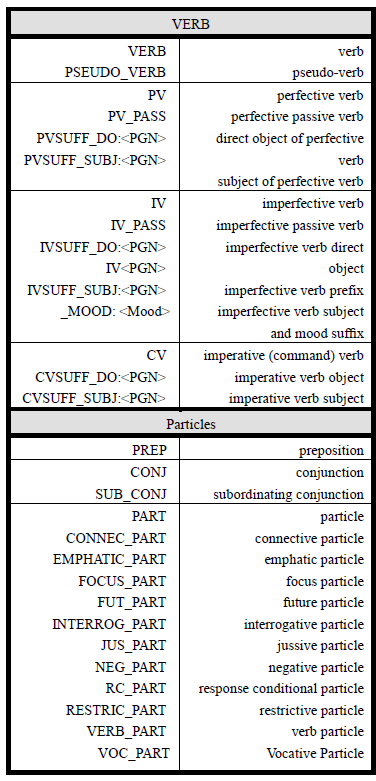 VERB
VERB verb
PSEUDO_VERB pseudo-verb
PV perfective verb
PV_PASS perfective passive verb
PVSUFF_DO:<PGN> direct object of perfective
PVSUFF_SUBJ:<PGN> verb
subject of perfective verb
IV imperfective verb
IV_PASS imperfective passive verb
IVSUFF_DO:<PGN> imperfective verb direct
IV<PGN> object
IVSUFF_SUBJ:<PGN> imperfective verb prefix
_MOOD: <Mood> imperfective verb subject
and mood suffix
CV imperative (command) verb
CVSUFF_DO:<PGN> imperative verb object
CVSUFF_SUBJ:<PGN> imperative verb subject
Particles
PREP preposition
CONJ conjunction
SUB_CONJ subordinating conjunction
PART particle
CONNEC_PART connective particle
EMPHATIC_PART emphatic particle
FOCUS_PART focus particle
FUT_PART future particle
INTERROG_PART interrogative particle
JUS_PART jussive particle
NEG_PART negative particle
RC_PART response conditional particle
RESTRIC_PART restrictive particle
VERB_PART verb particle
VOC_PART Vocative Particle